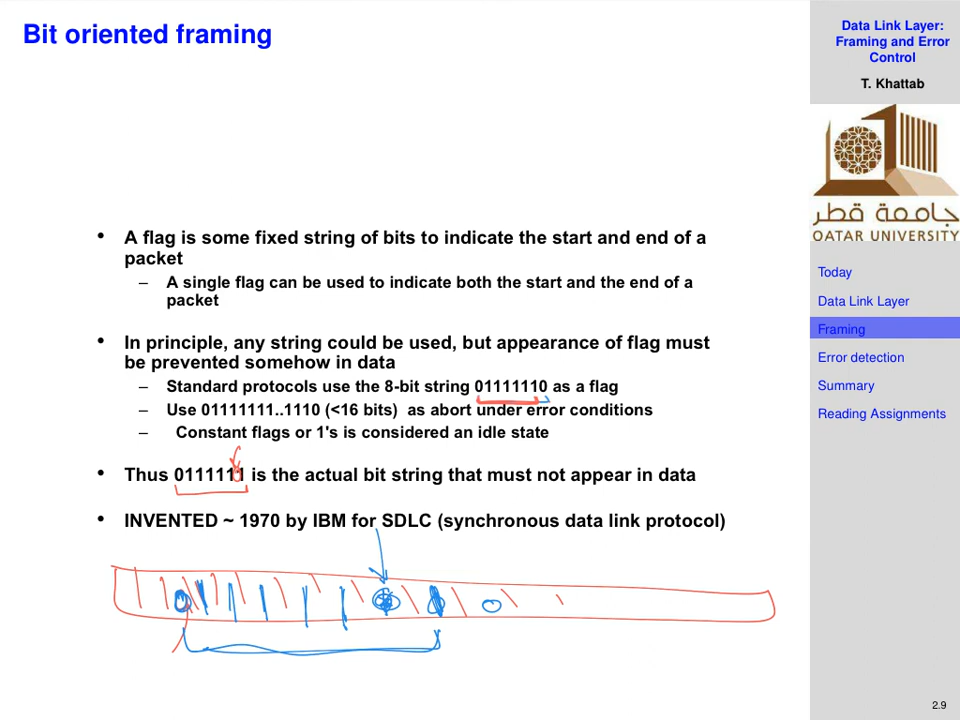 Bit oriented framing
• A flag is some fixed string of bits to indicate the start and end of a
packet
– A single flag can be used to indicate both the start and the end of a
packet
• In principle, any string could be used, but appearance of flag must
be prevented somehow in data
– Standard protocols use the 8-bit string 01111110 as a flag
– Use 01111111..1110 (<16 bits) as abort under error conditions
– Constant flags or 1's is considered an idle state
• Thus 0111111 is the actual bit string that must not appear in data
• INVENTED ~ 1970 by IBM for SDLC (synchronous data link protocol)
Data Link Layer:
Framing and Error
Control
T. Khattab
جامعة قطر
QATAR UNIVERSITY
Today
Data Link Layer
Framing
Error detection
Summary
Reading Assignments
2.9